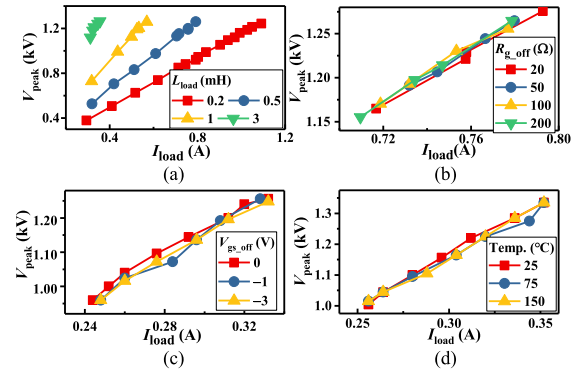 1.2
0.8
0.4
V_peak (kV)
L_load (mH)
0.2
0.5
1
3
0.4
0.8
1.2
I_load (A)
(a)
1.25
1.20
1.15
V_peak (kV)
R_g_off (Ω)
20
50
100
200
0.72
0.76
0.80
I_load(A)
(b)
1.20
1.10
1.00
V_peak (kV)
V_gs_off (V)
0
−1
−3
0.24
0.28
0.32
I_load (A)
(c)
1.3
1.2
1.1
1.0
V_peak (kV)
Temp. (°C)
25
75
150
0.25
0.30
0.35
I_load (A)
(d)